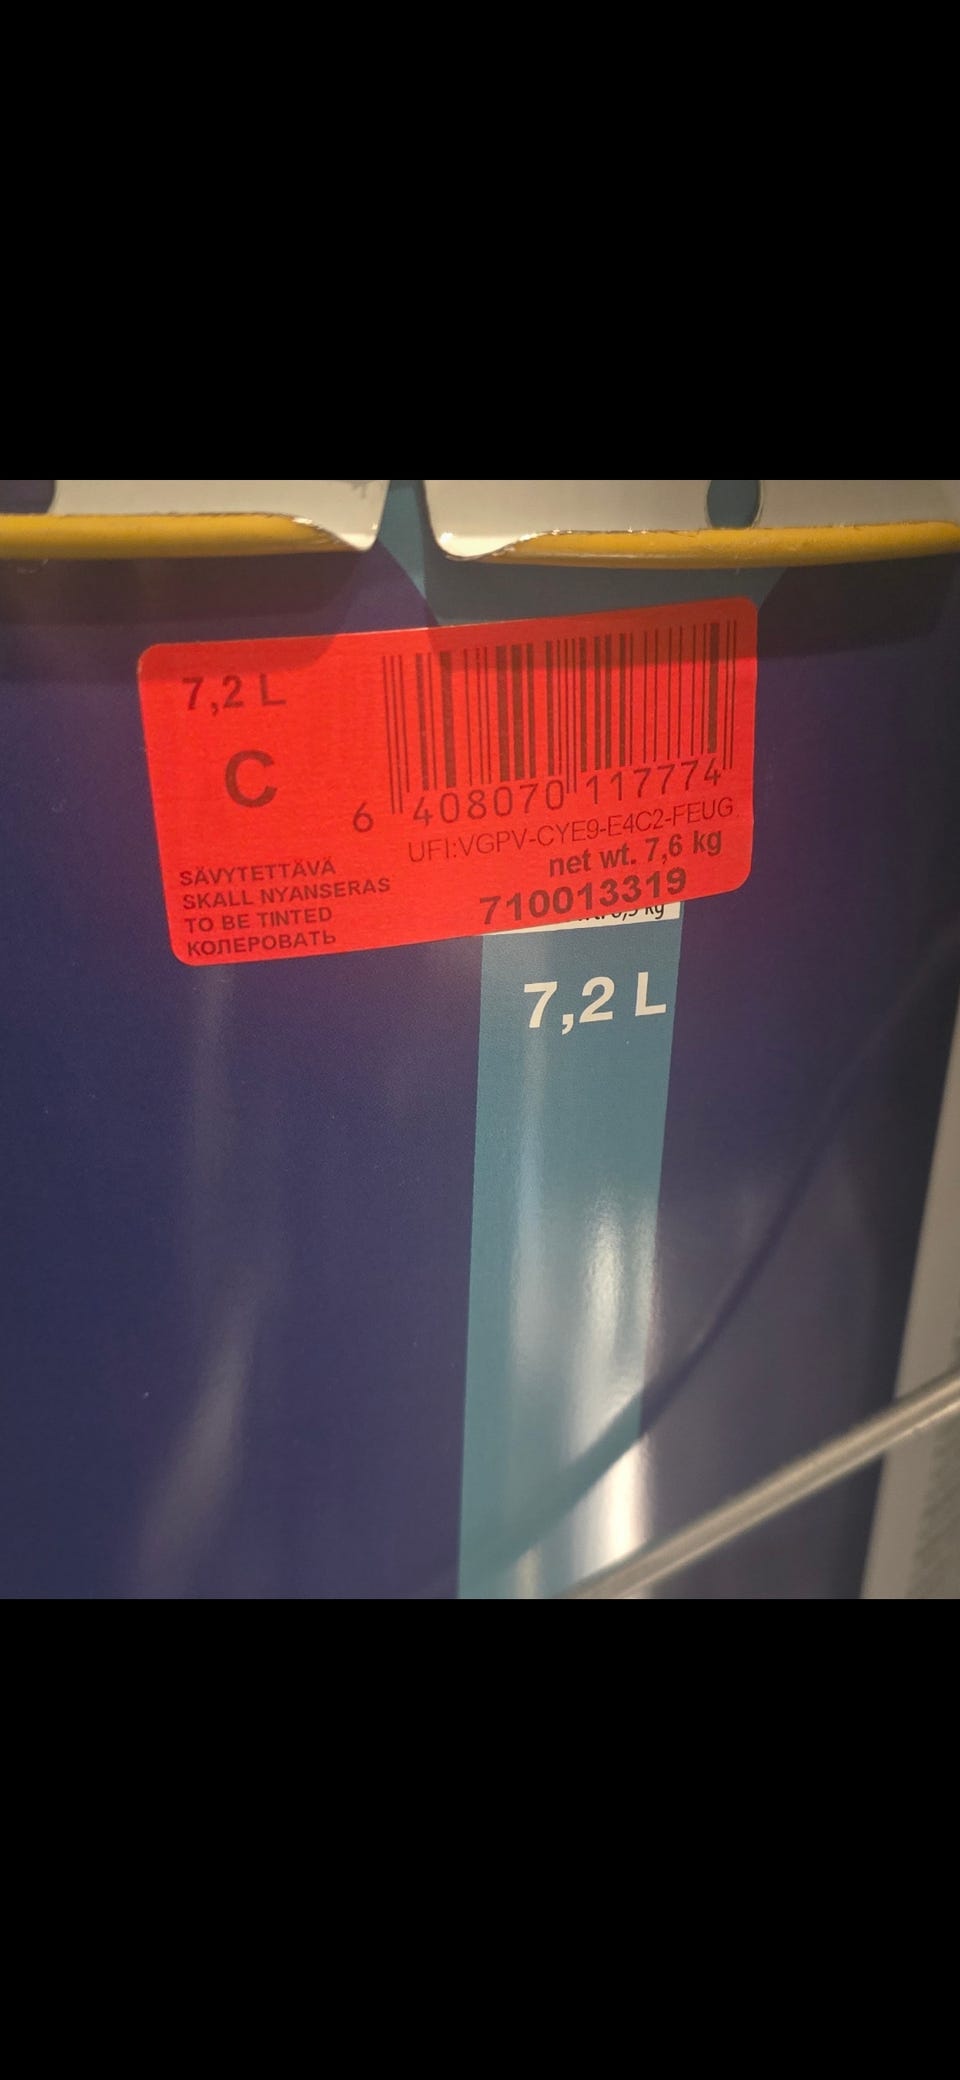 7,2 L
C
6 408070 117774
UFI:VGPV-CYE9-E4C2-FEUG
net wt. 7,6 kg
710013319
SÄVYTETTÄVÄ
SKALL NYANSERAS
TO BE TINTED
КОЛЕРОВАТЬ
kg
7,2 L